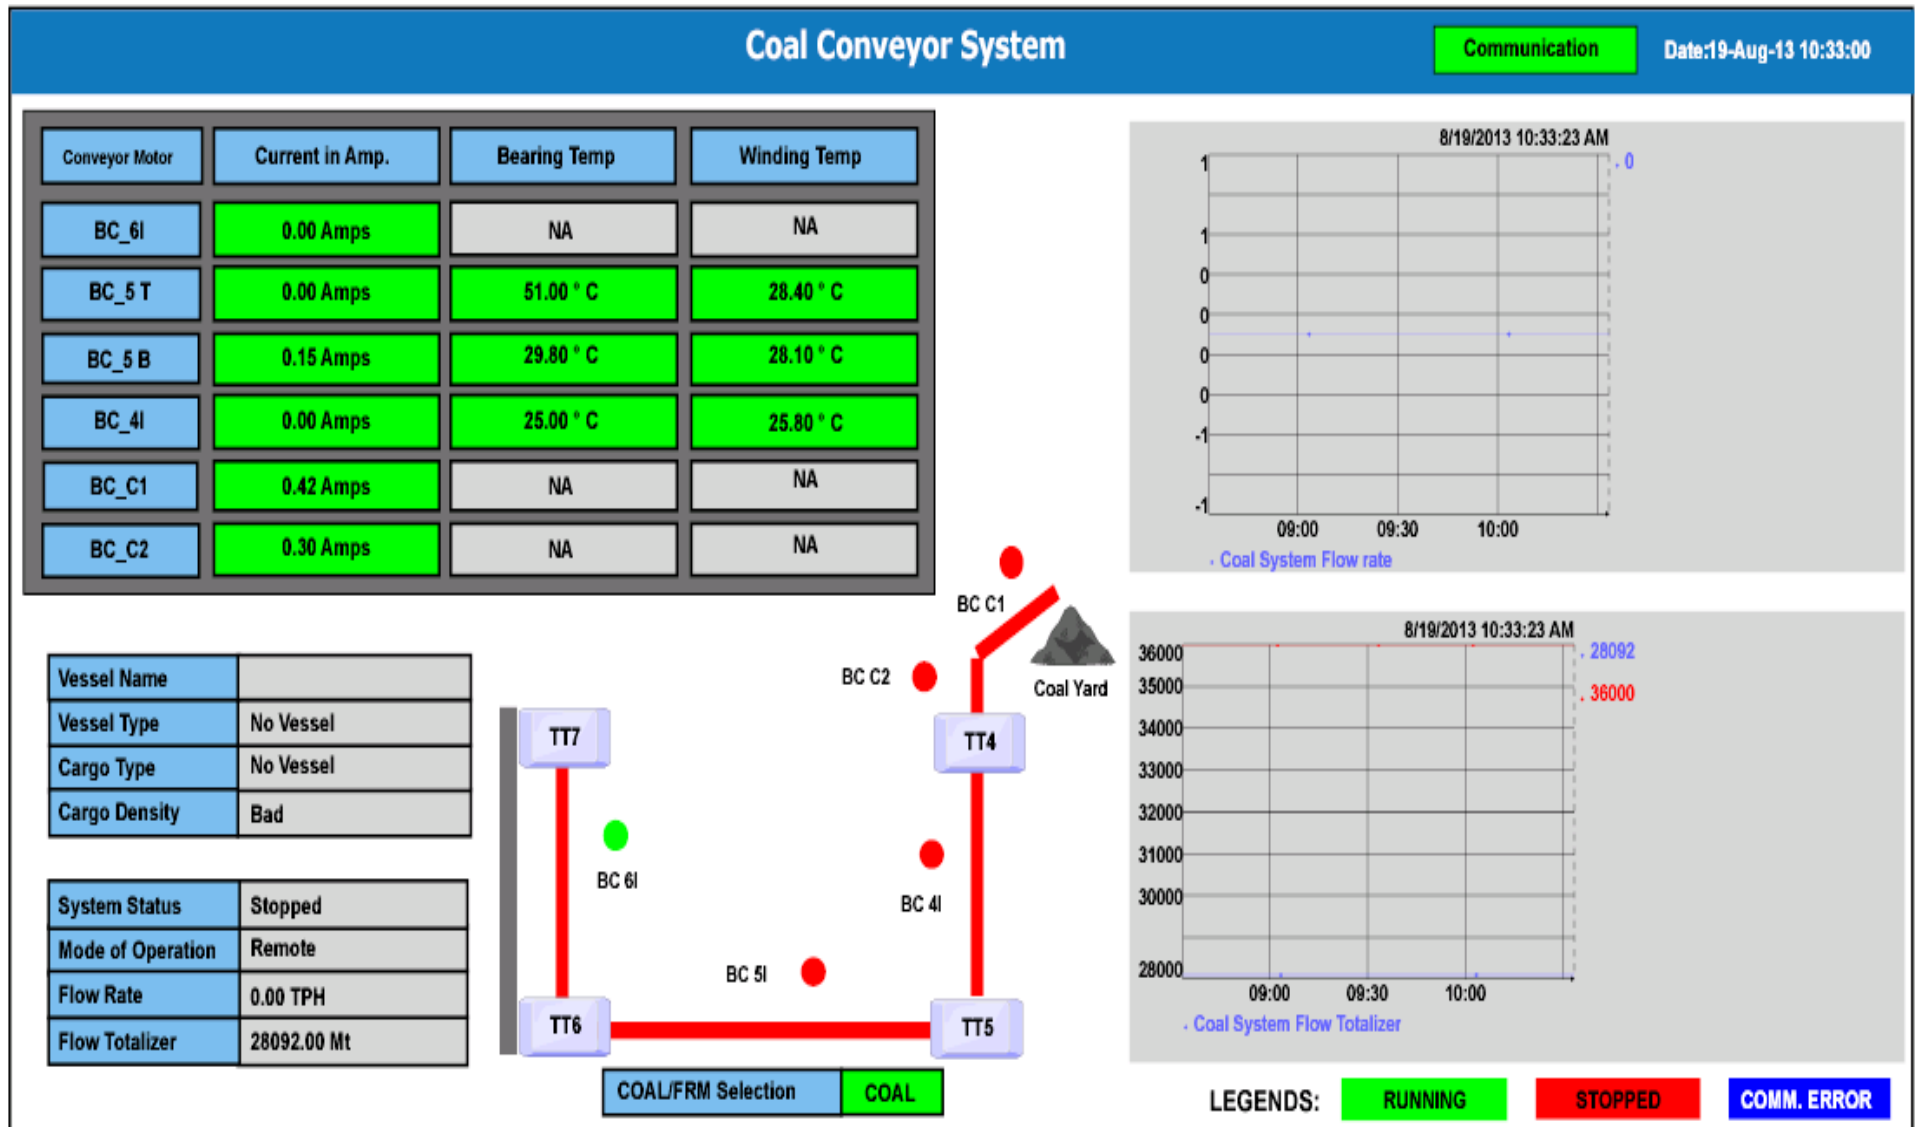 Coal Conveyor System
Communication
Date:19-Aug-13 10:33:00
Conveyor Motor Current in Amp. Bearing Temp Winding Temp
BC_6I 0.00 Amps NA NA
BC_5 T 0.00 Amps 51.00 ° C 28.40 ° C
BC_5 B 0.15 Amps 29.80 ° C 28.10 ° C
BC_4I 0.00 Amps 25.00 ° C 25.80 ° C
BC_C1 0.42 Amps NA NA
BC_C2 0.30 Amps NA NA
8/19/2013 10:33:23 AM
0
1
1
0
0
0
0
-1
-1
09:00 09:30 10:00
Coal System Flow rate
Vessel Name
Vessel Type No Vessel
Cargo Type No Vessel
Cargo Density Bad
System Status Stopped
Mode of Operation Remote
Flow Rate 0.00 TPH
Flow Totalizer 28092.00 Mt
BC C1
BC C2
Coal Yard
TT7
TT4
BC 6I
BC 4I
BC 5I
TT6
TT5
COAL/FRM Selection COAL
8/19/2013 10:33:23 AM
28092
36000
36000
35000
34000
33000
32000
31000
30000
28000
09:00 09:30 10:00
Coal System Flow Totalizer
LEGENDS: RUNNING STOPPED COMM. ERROR